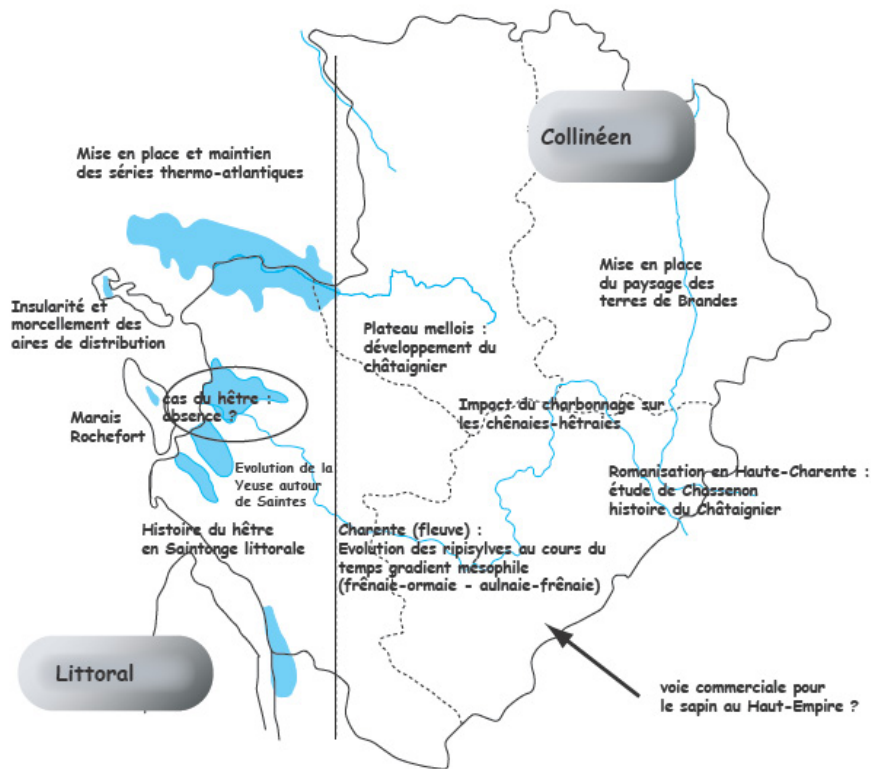 Collinéen
Mise en place et maintien
des séries thermo-atlantiques
Mise en place
du paysage des
terres de Brandes
Insularité et
morcellement des
aires de distribution
Plateau mellois :
développement du
châtaignier
cas du hêtre :
absence ?
Marais
Rochefort
Impact du charbonnage sur
les chênaies-hêtraies
Evolution de la
Yeuse autour
de Saintes
Romanisation en Haute-Charente :
étude de Chassenon
histoire du Châtaignier
Histoire du hêtre
en Saintonge littorale
Charente (fleuve) :
Evolution des ripisylves au cours du
temps gradient mésophile
(frênaie-ormaie - aulnaie-frênaie)
Littoral
voie commerciale pour
le sapin au Haut-Empire ?